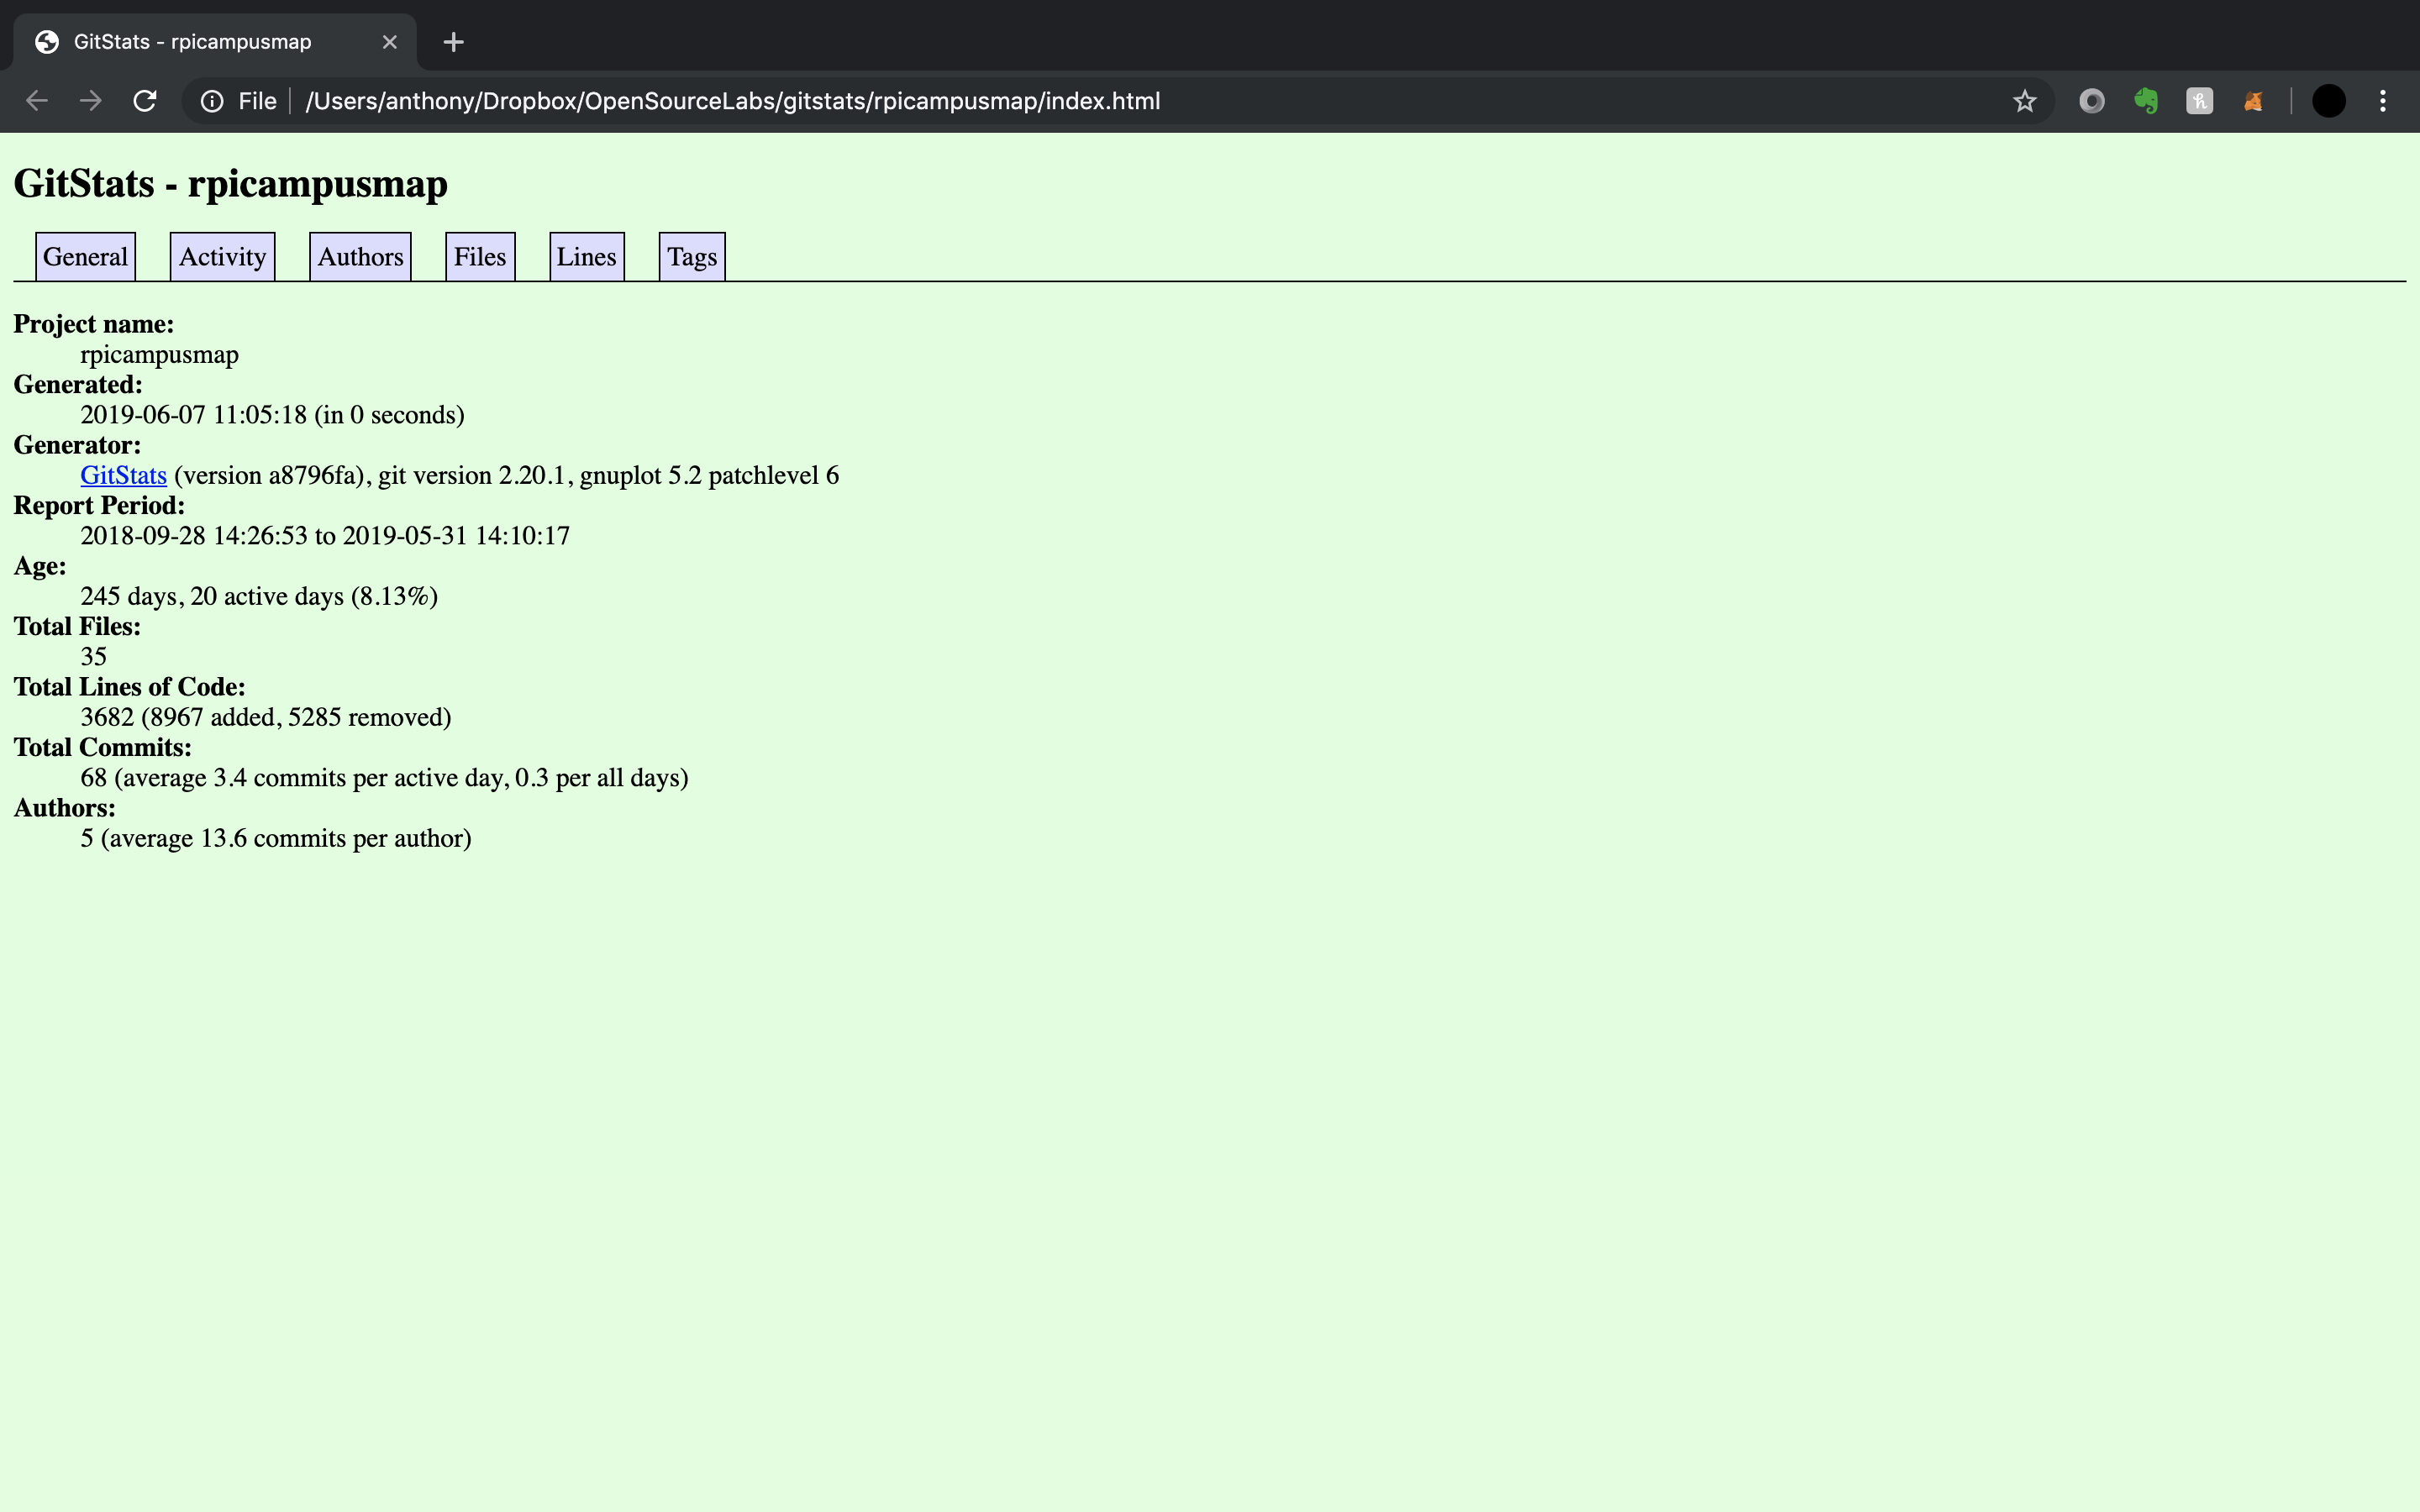 GitStats - rpicampusmap
File /Users/anthony/Dropbox/OpenSourceLabs/gitstats/rpicampusmap/index.html
GitStats - rpicampusmap
General Activity Authors Files Lines Tags
Project name:
rpicampusmap
Generated:
2019-06-07 11:05:18 (in 0 seconds)
Generator:
GitStats (version a8796fa), git version 2.20.1, gnuplot 5.2 patchlevel 6
Report Period:
2018-09-28 14:26:53 to 2019-05-31 14:10:17
Age:
245 days, 20 active days (8.13%)
Total Files:
35
Total Lines of Code:
3682 (8967 added, 5285 removed)
Total Commits:
68 (average 3.4 commits per active day, 0.3 per all days)
Authors:
5 (average 13.6 commits per author)